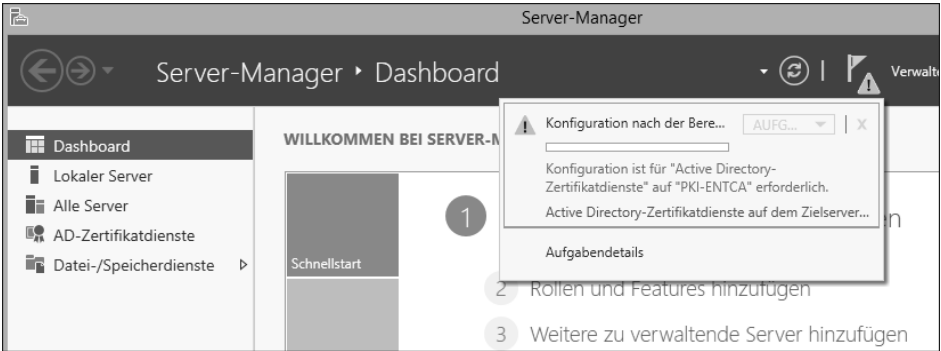 Server-Manager
Server-Manager ‣ Dashboard
Dashboard
Lokaler Server
Alle Server
AD-Zertifikatdienste
Datei-/Speicherdienste
WILLKOMMEN BEI SERVER-M
Schnellstart
1
Konfiguration nach der Bere... AUFG... | X
Konfiguration ist für "Active Directory-
Zertifikatdienste" auf "PKI-ENTCA" erforderlich.
Active Directory-Zertifikatdienste auf dem Zielserver...
Aufgabendetails
2 Rollen und Features hinzufügen
3 Weitere zu verwaltende Server hinzufügen